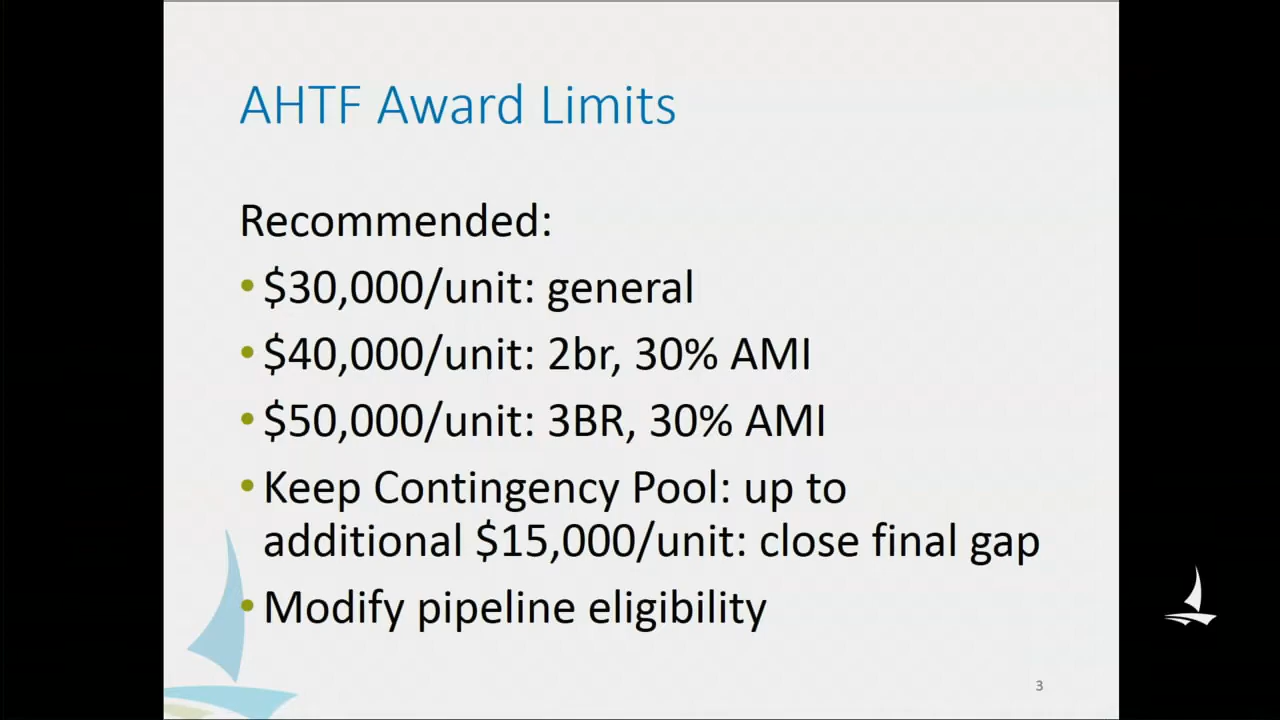 AHTF Award Limits
Recommended:
•$30,000/unit: general
•$40,000/unit: 2br, 30% AMI
•$50,000/unit: 3BR, 30% AMI
•Keep Contingency Pool: up to
additional $15,000/unit: close final gap
•Modify pipeline eligibility
3